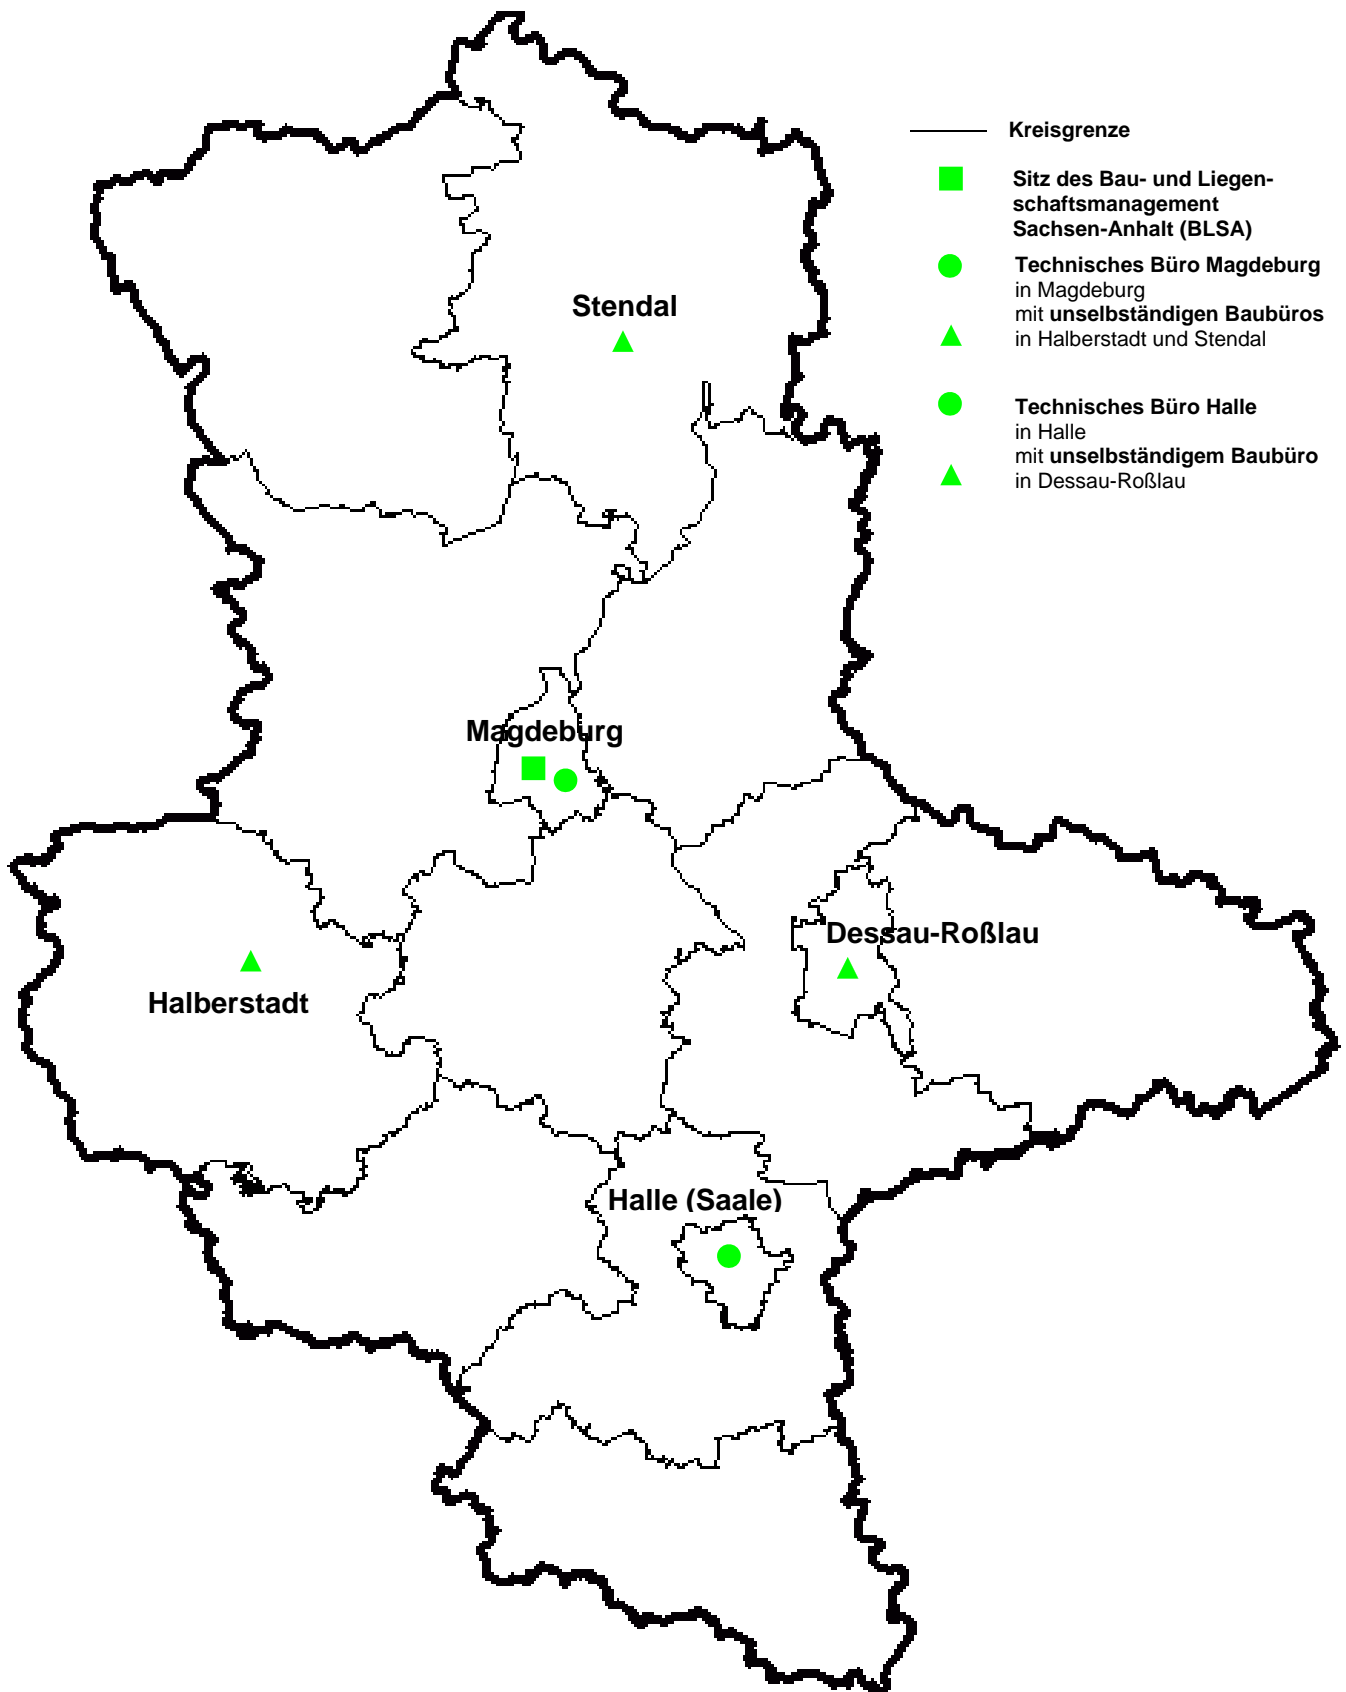 Kreisgrenze
Sitz des Bau- und Liegen-
schaftsmanagement
Sachsen-Anhalt (BLSA)
Technisches Büro Magdeburg
in Magdeburg
mit unselbständigen Baubüros
in Halberstadt und Stendal
Technisches Büro Halle
in Halle
mit unselbständigem Baubüro
in Dessau-Roßlau
Stendal
Magdeburg
Dessau-Roßlau
Halberstadt
Halle (Saale)